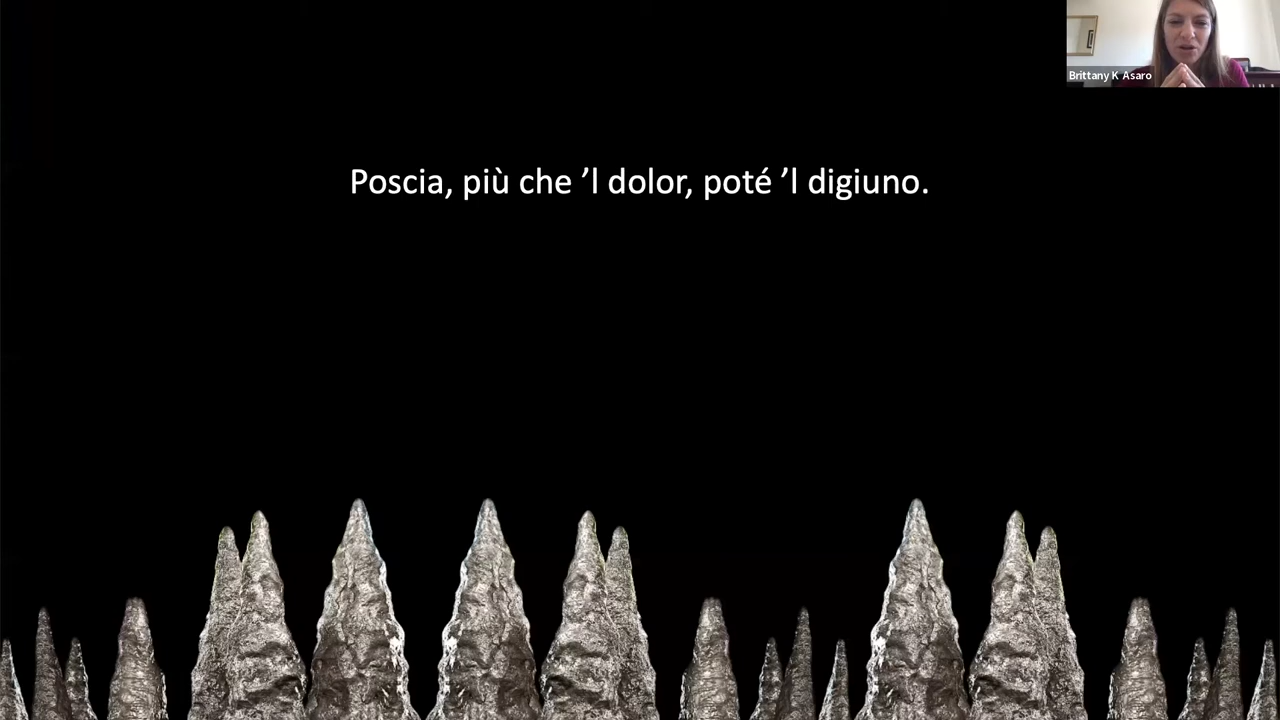 Brittany K Asaro
Poscia, più che ’l dolor, poté ’l digiuno.